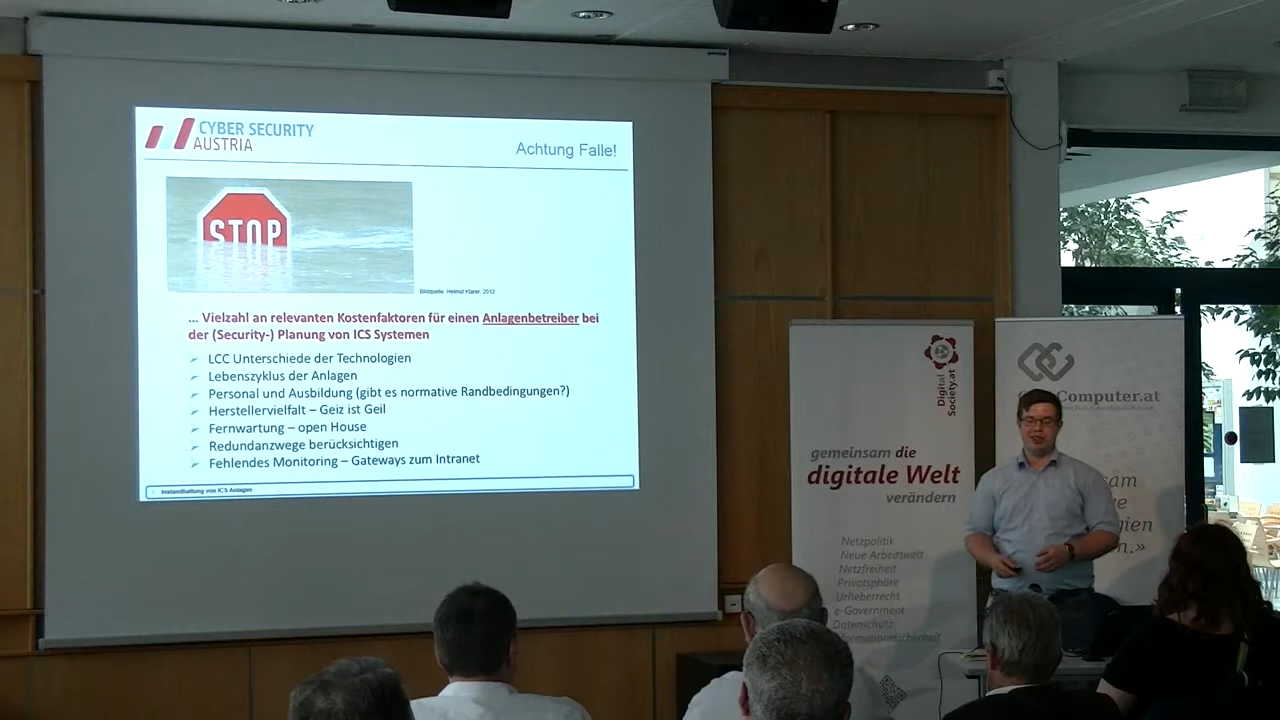 CYBER SECURITY
AUSTRIA
Achtung Falle!
STOP
Bildquelle: Helmut Klarer, 2012
... Vielzahl an relevanten Kostenfaktoren für einen Anlagenbetreiber bei
der (Security-) Planung von ICS Systemen
LCC Unterschiede der Technologien
Lebenszyklus der Anlagen
Personal und Ausbildung (gibt es normative Randbedingungen?)
Herstellervielfalt – Geiz ist Geil
Fernwartung – open House
Redundanzwege berücksichtigen
Fehlendes Monitoring – Gateways zum Intranet
Instandhaltung von ICS Anlagen
Digital
Society.at
gemeinsam die
digitale Welt
verändern
Netzpolitik
Neue Arbeitswelt
Netzfreiheit
Privatsphäre
Urheberrecht
e-Government
Datenschutz
Computer.at